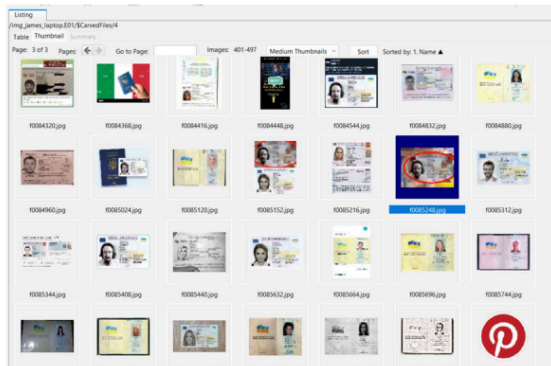 Listing
/img_james_laptop.E01/$CarvedFiles/4
Table Thumbnail Summary
Page: 3 of 3 Pages: Go to Page: Images: 401-497 Medium Thumbnails Sort Sorted by: 1. Name ▲
f0084320.jpg f0084368.jpg f0084416.jpg f0084448.jpg f0084544.jpg f0084832.jpg f0084880.jpg
f0084960.jpg f0085024.jpg f0085120.jpg f0085152.jpg f0085216.jpg f0085248.jpg f0085312.jpg
f0085344.jpg f0085408.jpg f0085440.jpg f0085632.jpg f0085664.jpg f0085696.jpg f0085744.jpg